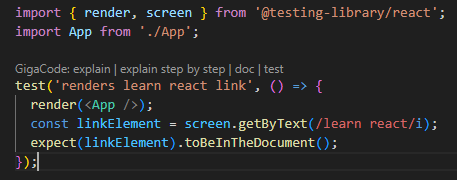 import { render, screen } from '@testing-library/react';
import App from './App';
GigaCode: explain | explain step by step | doc | test
test('renders learn react link', () => {
  render(<App />);
  const linkElement = screen.getByText(/learn react/i);
  expect(linkElement).toBeInTheDocument();
});